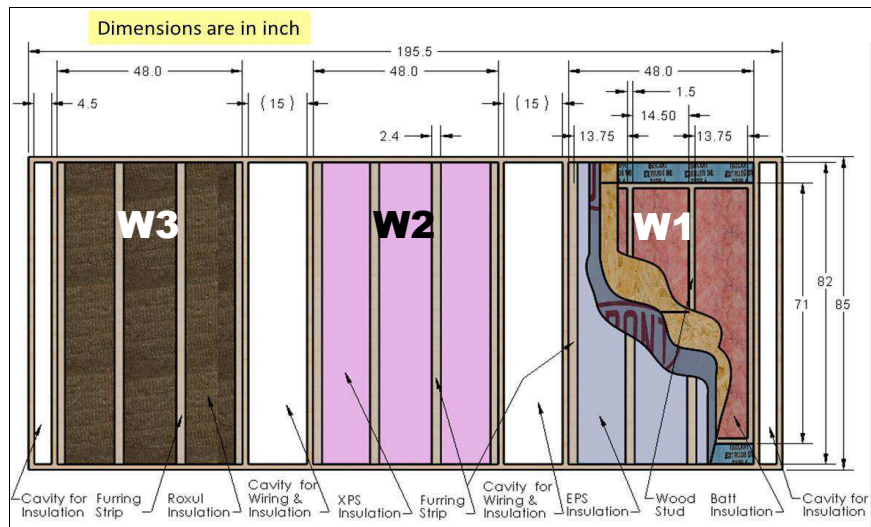 Dimensions are in inch
195.5
48.0
48.0
48.0
4.5
(15)
(15)
1.5
14.50
2.4
13.75
13.75
W3
W2
W1
71
82
85
Cavity for
Insulation
Furring
Strip
Roxul
Insulation
Cavity for
Wiring &
Insulation
XPS
Insulation
Furring
Strip
Cavity for
Wiring &
Insulation
EPS
Insulation
Wood
Stud
Batt
Insulation
Cavity for
Insulation